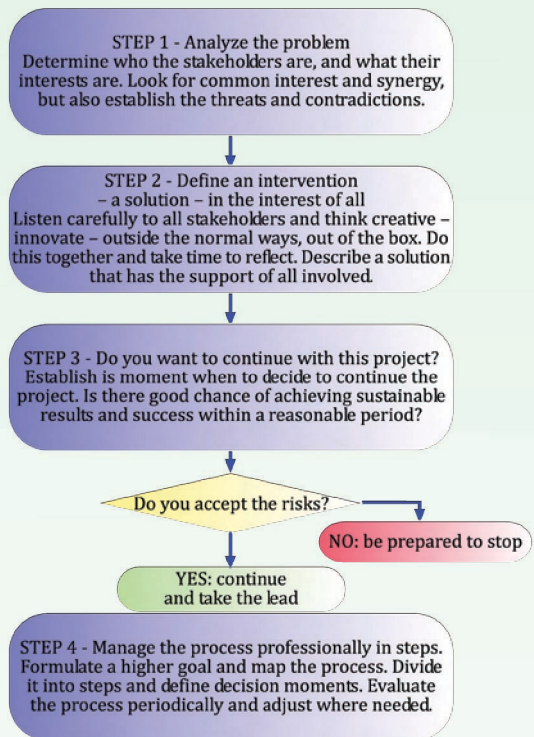 STEP 1 - Analyze the problem
Determine who the stakeholders are, and what their
interests are. Look for common interest and synergy,
but also establish the threats and contradictions.
STEP 2 - Define an intervention
– a solution – in the interest of all
Listen carefully to all stakeholders and think creative –
innovate – outside the normal ways, out of the box. Do
this together and take time to reflect. Describe a solution
that has the support of all involved.
STEP 3 - Do you want to continue with this project?
Establish is moment when to decide to continue the
project. Is there good chance of achieving sustainable
results and success within a reasonable period?
Do you accept the risks?
NO: be prepared to stop
YES: continue
and take the lead
STEP 4 - Manage the process professionally in steps.
Formulate a higher goal and map the process. Divide
it into steps and define decision moments. Evaluate
the process periodically and adjust where needed.